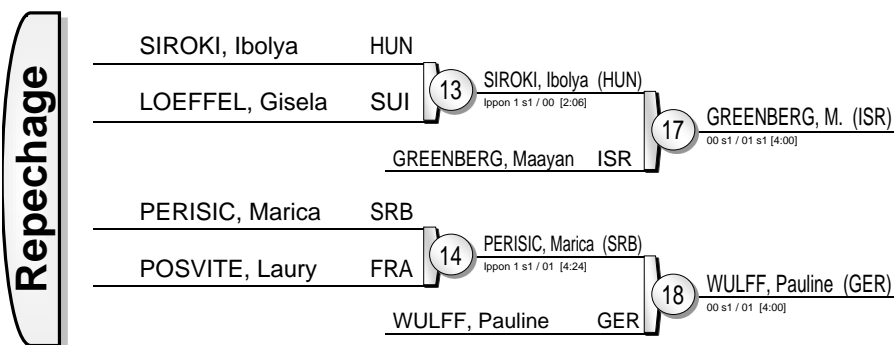 Repechage
SIROKI, Ibolya HUN
LOEFFEL, Gisela SUI
13
SIROKI, Ibolya (HUN)
Ippon 1 s1 / 00 [2:06]
GREENBERG, Maayan ISR
17
GREENBERG, M. (ISR)
00 s1 / 01 s1 [4:00]
PERISIC, Marica SRB
POSVITE, Laury FRA
14
PERISIC, Marica (SRB)
Ippon 1 s1 / 01 [4:24]
WULFF, Pauline GER
18
WULFF, Pauline (GER)
00 s1 / 01 [4:00]